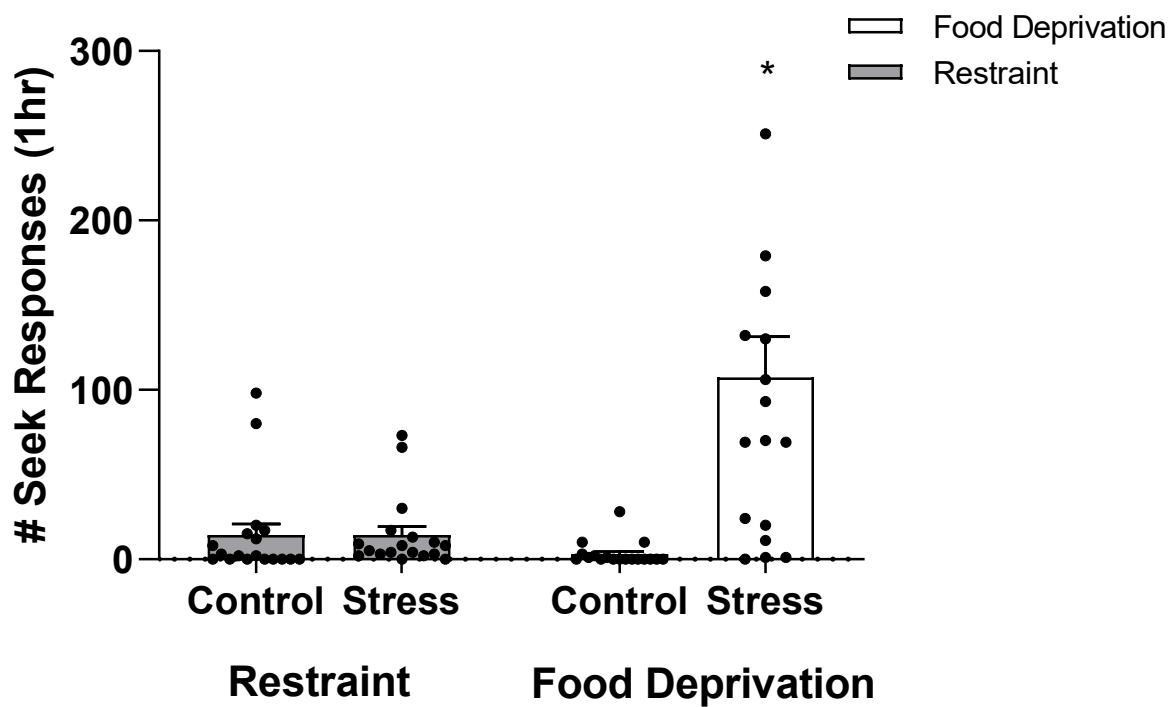 Food Deprivation
Restraint
# Seek Responses (1hr)
300
200
100
0
*
Control Stress Control Stress
Restraint Food Deprivation